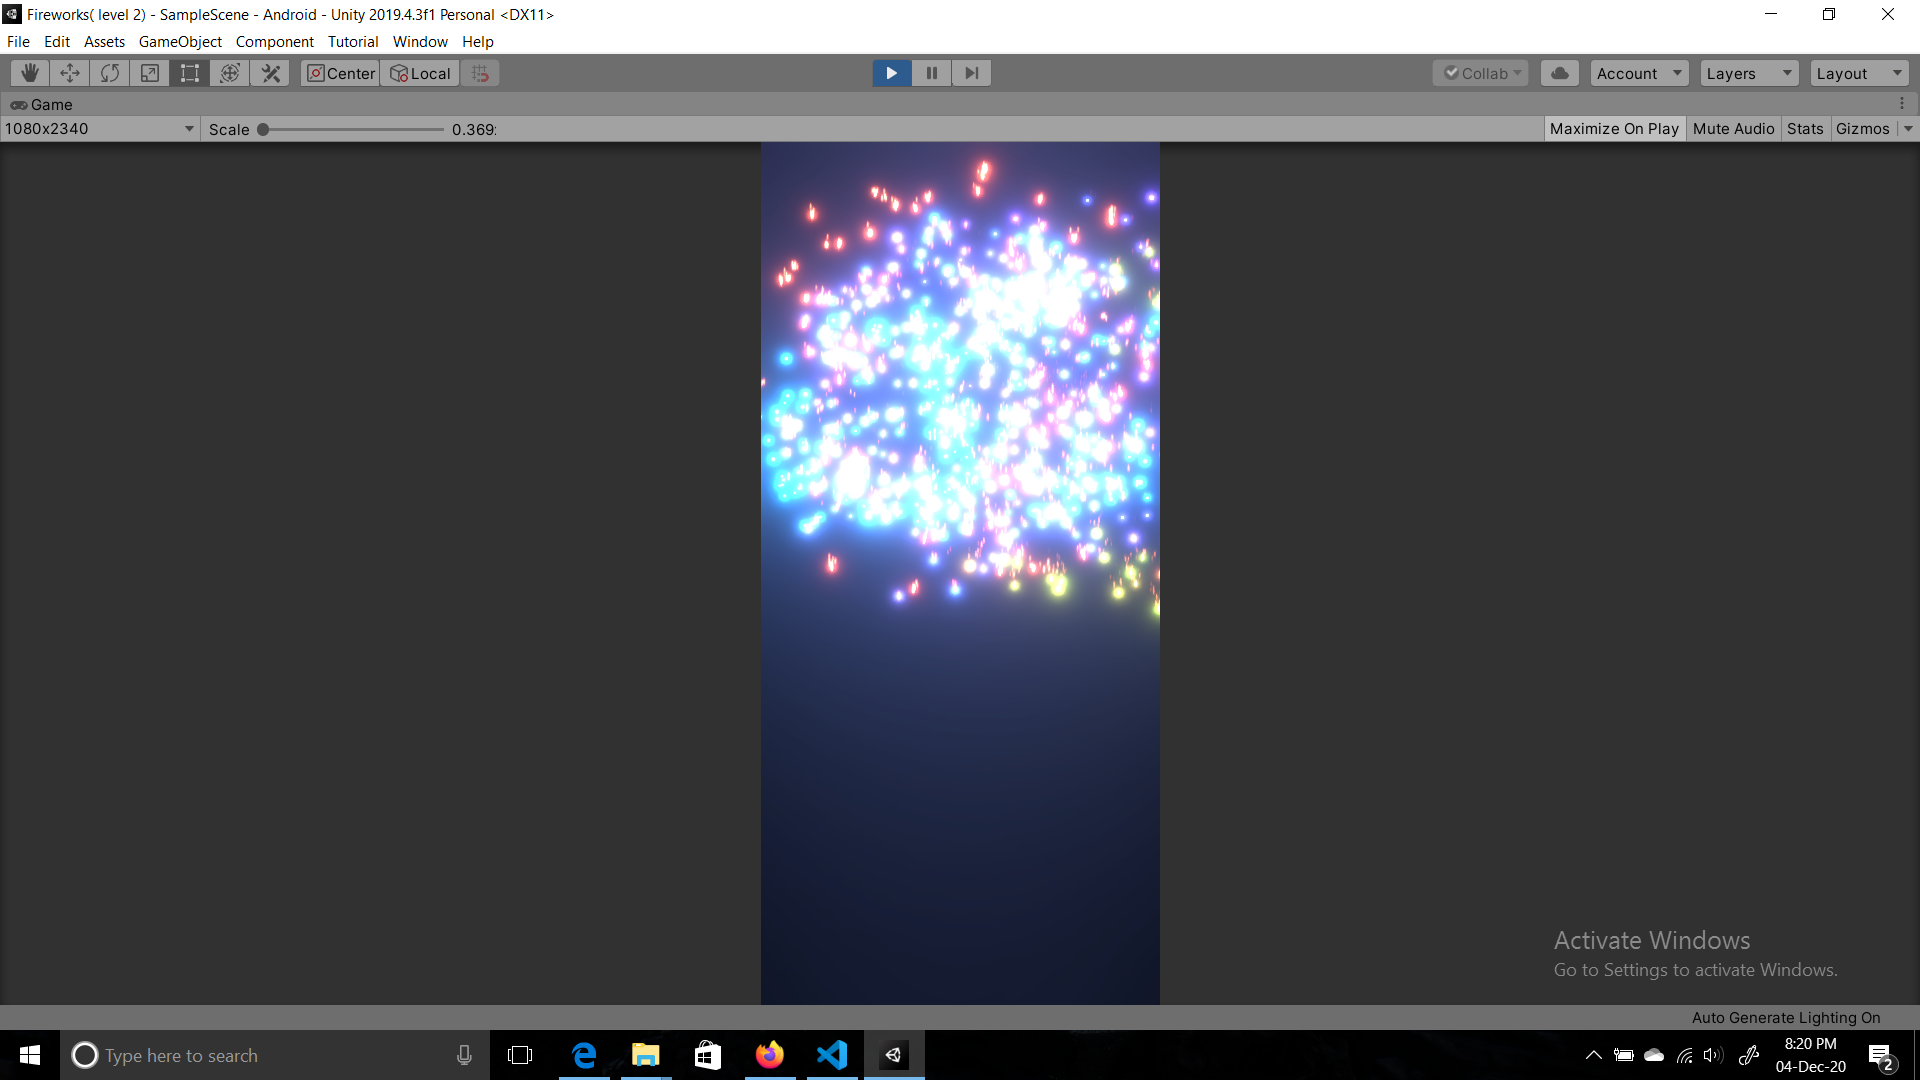 Fireworks( level 2) - SampleScene - Android - Unity 2019.4.3f1 Personal <DX11>
File Edit Assets GameObject Component Tutorial Window Help
Center Local Collab Account Layers Layout
Game
1080x2340 Scale 0.369: Maximize On Play Mute Audio Stats Gizmos
Activate Windows
Go to Settings to activate Windows.
Auto Generate Lighting On
Type here to search
8:20 PM
04-Dec-20
2